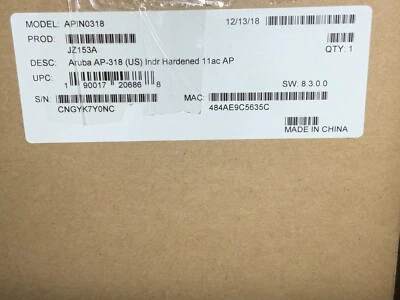 MODEL: APIN0318 12/13/18
PROD:
JZ153A QTY: 1
DESC: Aruba AP-318 (US) Indr Hardened 11ac AP
UPC:
1 90017 20686 8 SW: 8.3.0.0
S/N: MAC:
CNGYK7Y0NC 484AE9C5635C
MADE IN CHINA